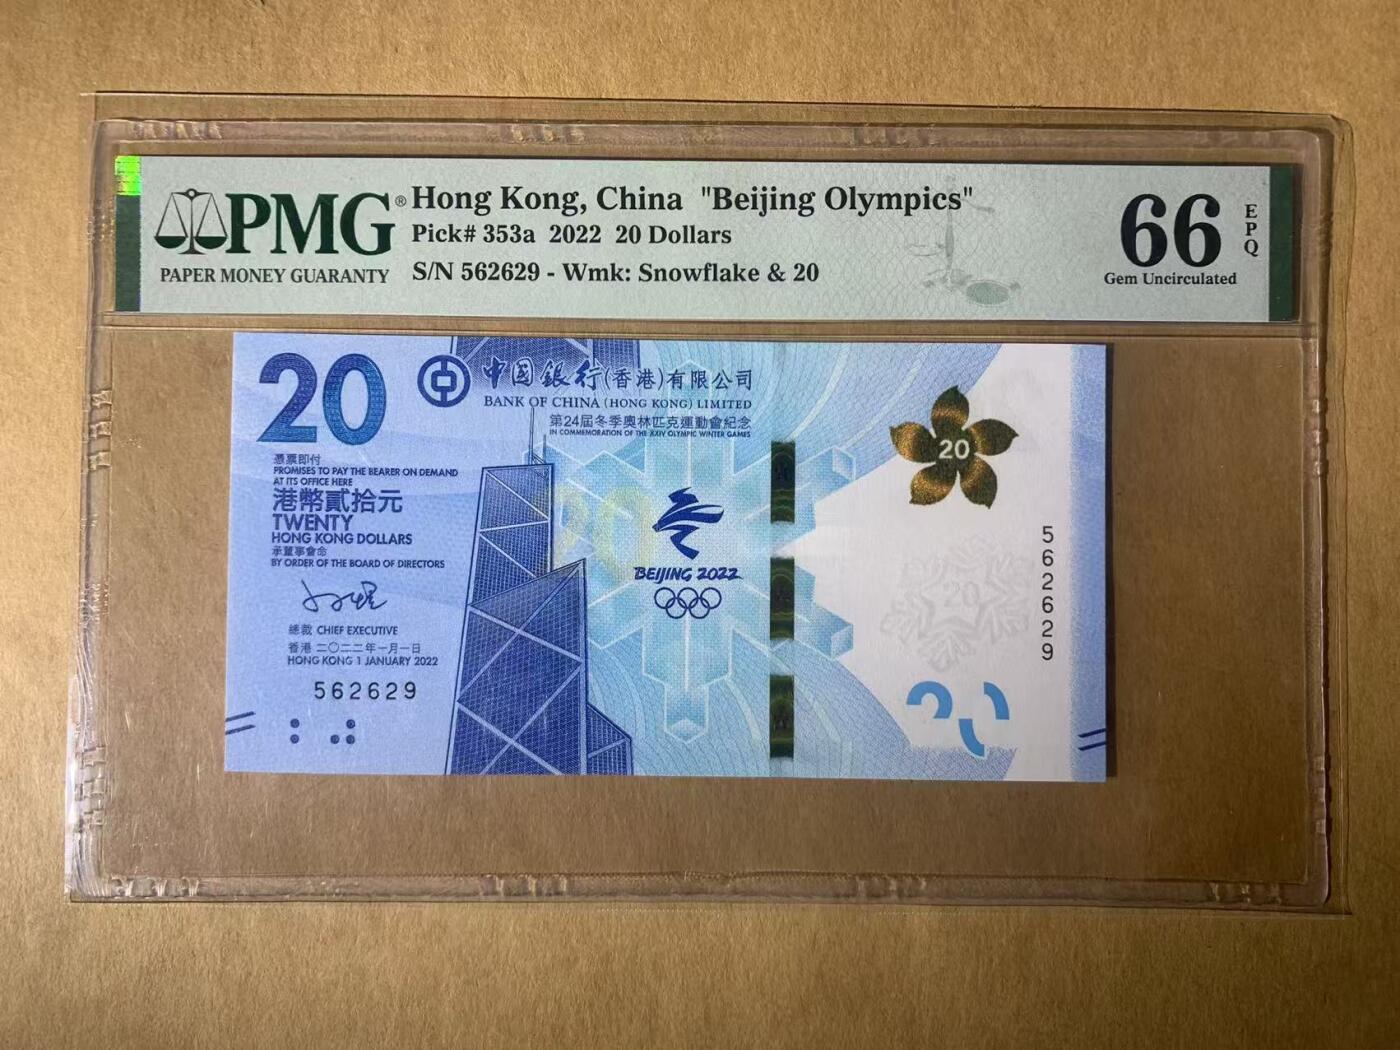 PMG®
PAPER MONEY GUARANTY
Hong Kong, China "Beijing Olympics"
Pick# 353a 2022 20 Dollars
S/N 562629 - Wmk: Snowflake & 20
66
EPQ
Gem Uncirculated
20
中國銀行(香港)有限公司
BANK OF CHINA (HONG KONG) LIMITED
第24屆冬季奧林匹克運動會紀念
IN COMMEMORATION OF THE XXIV OLYMPIC WINTER GAMES
憑票即付
PROMISES TO PAY THE BEARER ON DEMAND
AT ITS OFFICE HERE
港幣貳拾元
TWENTY
HONG KONG DOLLARS
承董事會命
BY ORDER OF THE BOARD OF DIRECTORS
總裁 CHIEF EXECUTIVE
香港 二〇二二年一月一日
HONG KONG 1 JANUARY 2022
562629
20
BEIJING 2022
20
562629
20
20